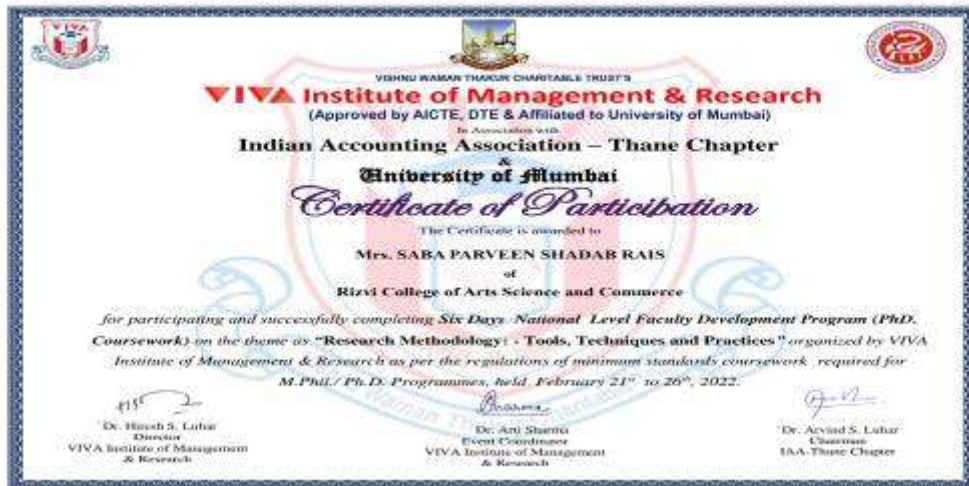 VISHNU WAMAN THAKUR CHARITABLE TRUST'S
VIVA Institute of Management & Research
(Approved by AICTE, DTE & Affiliated to University of Mumbai)
In Association with
Indian Accounting Association – Thane Chapter
&
University of Mumbai
Certificate of Participation
The Certificate is awarded to
Mrs. SABA PARVEEN SHADAB RAIS
of
Rizvi College of Arts Science and Commerce
for participating and successfully completing Six Days National Level Faculty Development Program (PhD.
Coursework) on the theme as "Research Methodology: - Tools, Techniques and Practices" organized by VIVA
Institute of Management & Research as per the regulations of minimum standards coursework required for
M.Phil./ Ph.D. Programmes, held February 21st to 26th, 2022.
Dr. Hiresh S. Luhar
Director
VIVA Institute of Management
& Research
Dr. Arti Sharma
Event Coordinator
VIVA Institute of Management
& Research
Dr. Arvind S. Luhar
Chairman
IAA-Thane Chapter
VIVA